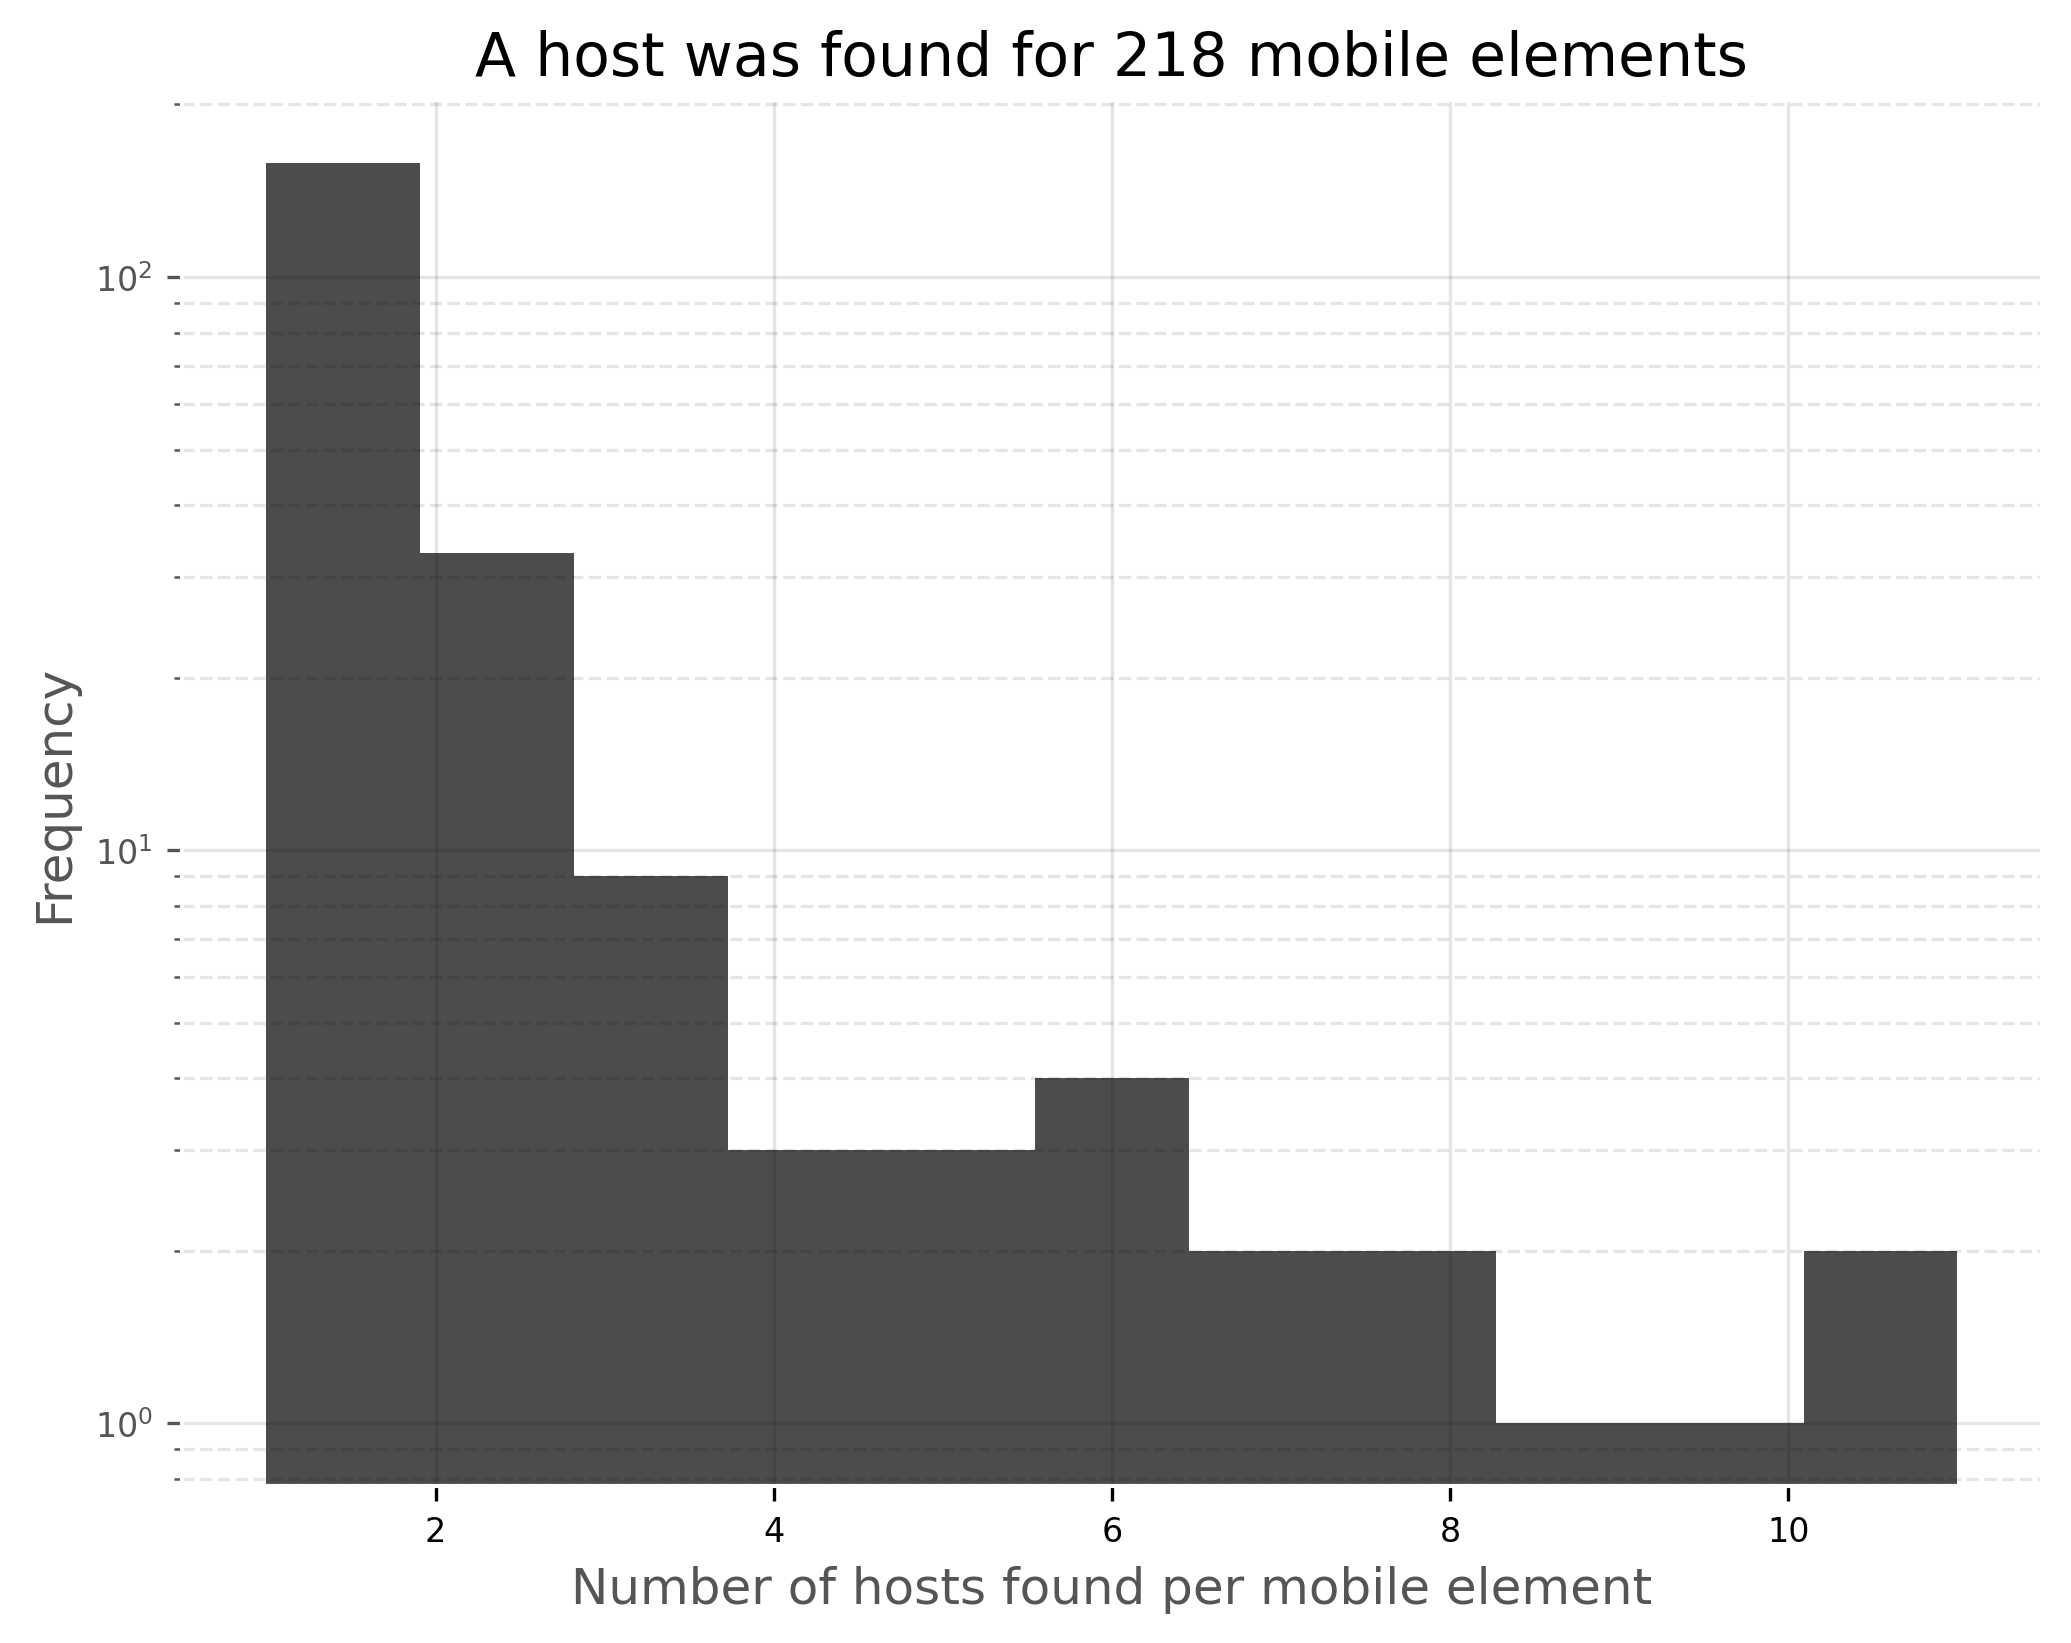 A host was found for 218 mobile elements
Frequency
10²
10¹
10⁰
2 4 6 8 10
Number of hosts found per mobile element